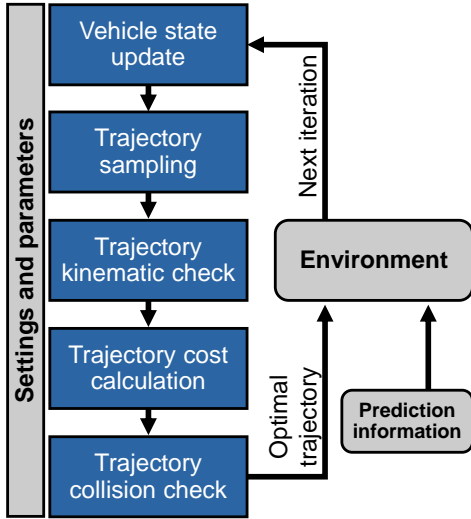 Settings and parameters
Vehicle state
update
Trajectory
sampling
Trajectory
kinematic check
Trajectory cost
calculation
Trajectory
collision check
Next iteration
Environment
Optimal
trajectory
Prediction
information